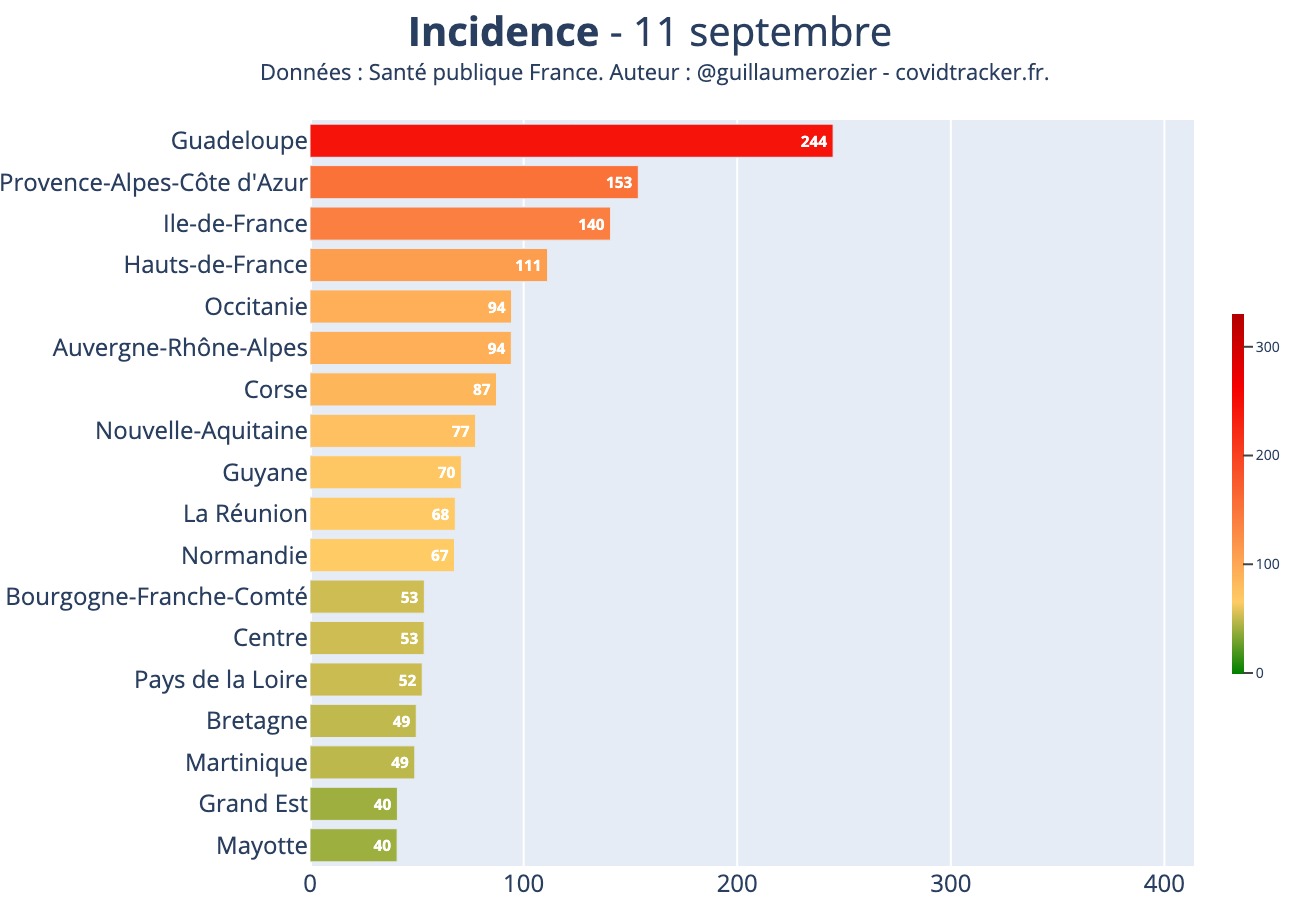 Incidence - 11 septembre
Données : Santé publique France. Auteur : @guillaumerozier - covidtracker.fr.
Guadeloupe 244
Provence-Alpes-Côte d'Azur 153
Ile-de-France 140
Hauts-de-France 111
Occitanie 94
Auvergne-Rhône-Alpes 94
Corse 87
Nouvelle-Aquitaine 77
Guyane 70
La Réunion 68
Normandie 67
Bourgogne-Franche-Comté 53
Centre 53
Pays de la Loire 52
Bretagne 49
Martinique 49
Grand Est 40
Mayotte 40
0 100 200 300 400
300
200
100
0